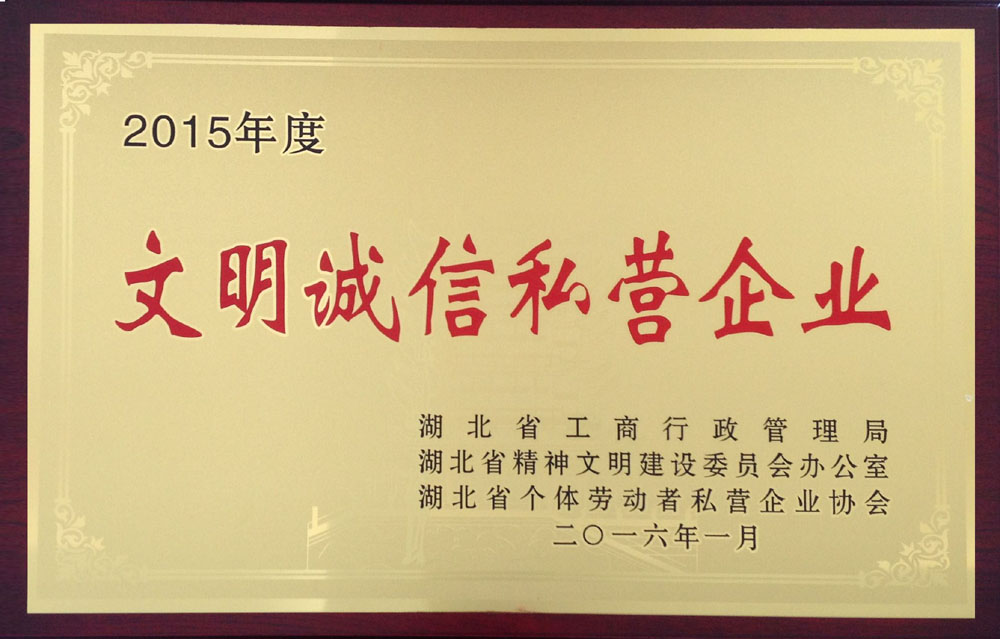 2015年度
文明诚信私营企业
湖北省工商行政管理局
湖北省精神文明建设委员会办公室
湖北省个体劳动者私营企业协会
二〇一六年一月